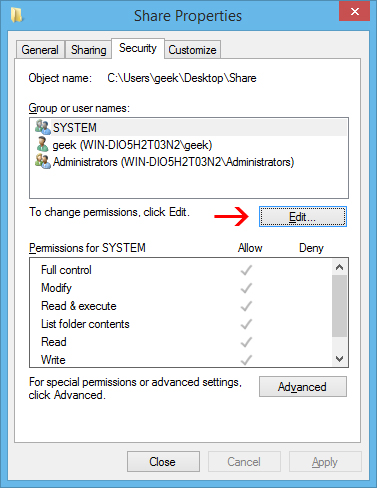 Share Properties
General Sharing Security Customize
Object name: C:\Users\geek\Desktop\Share
Group or user names:
SYSTEM
geek (WIN-DIO5H2T03N2\geek)
Administrators (WIN-DIO5H2T03N2\Administrators)
To change permissions, click Edit.
Edit...
Permissions for SYSTEM Allow Deny
Full control
Modify
Read & execute
List folder contents
Read
Write
For special permissions or advanced settings,
click Advanced.
Advanced
Close Cancel Apply